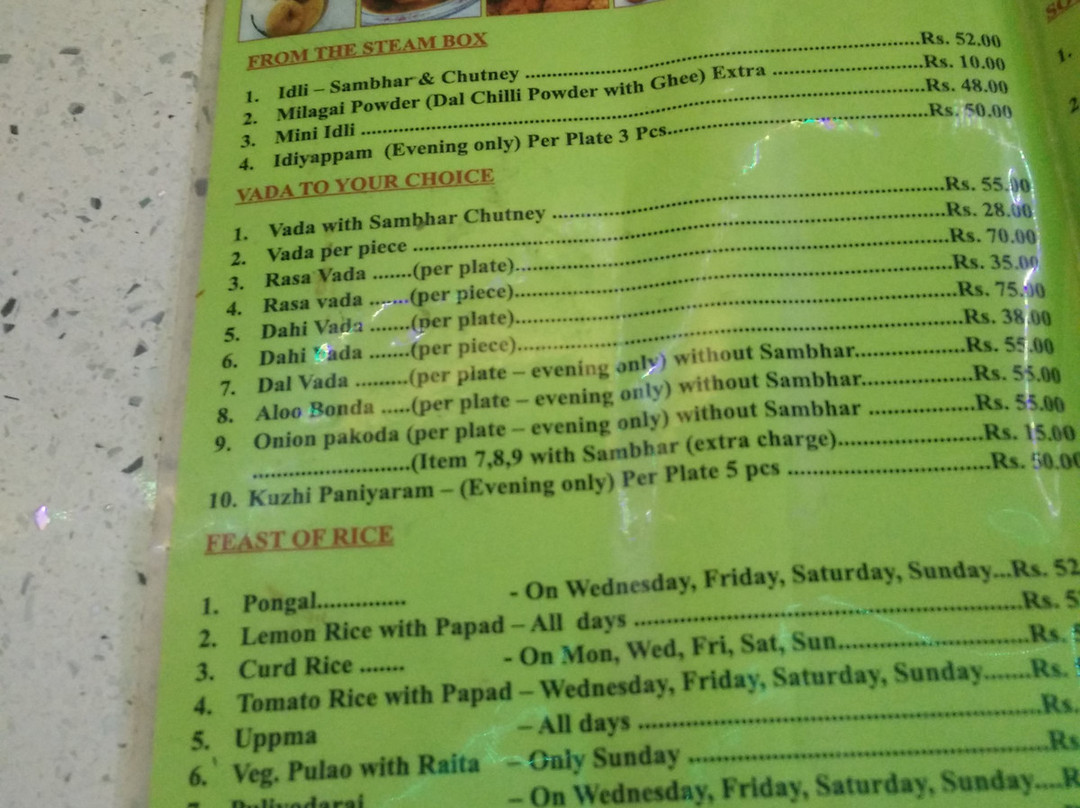 FROM THE STEAM BOX
1. Idli – Sambhar & Chutney ........................................Rs. 52.00
2. Milagai Powder (Dal Chilli Powder with Ghee) Extra ..............................Rs. 10.00
3. Mini Idli ........................................Rs. 48.00
4. Idiyappam (Evening only) Per Plate 3 Pcs........................................Rs. 50.00
VADA TO YOUR CHOICE
1. Vada with Sambhar Chutney ........................................Rs. 55.00
2. Vada per piece ........................................Rs. 28.00
3. Rasa Vada .......(per plate)........................................Rs. 70.00
4. Rasa vada .......(per piece)........................................Rs. 35.00
5. Dahi Vada .......(per plate)........................................Rs. 75.00
6. Dahi Vada .......(per piece)........................................Rs. 38.00
7. Dal Vada .........(per plate – evening only) without Sambhar...................Rs. 55.00
8. Aloo Bonda .....(per plate – evening only) without Sambhar...................Rs. 55.00
9. Onion pakoda (per plate – evening only) without Sambhar ..................Rs. 55.00
..............................(Item 7,8,9 with Sambhar (extra charge).........................Rs. 15.00
10. Kuzhi Paniyaram – (Evening only) Per Plate 5 pcs ..................................Rs. 50.00
FEAST OF RICE
1. Pongal.............. - On Wednesday, Friday, Saturday, Sunday...Rs. 52
2. Lemon Rice with Papad – All days ........................................Rs. 5
3. Curd Rice ....... - On Mon, Wed, Fri, Sat, Sun..............................Rs.
4. Tomato Rice with Papad – Wednesday, Friday, Saturday, Sunday.......Rs.
5. Uppma – All days ........................................Rs.
6. Veg. Pulao with Raita – Only Sunday ........................................Rs
– On Wednesday, Friday, Saturday, Sunday....R
1.
2